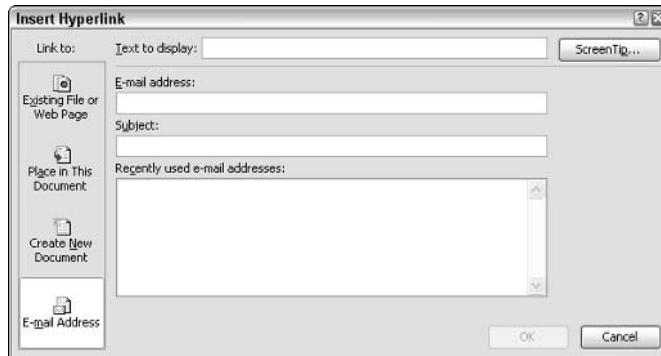 Insert Hyperlink
Link to:
Text to display:
ScreenTip...
Existing File or
Web Page
Place in This
Document
Create New
Document
E-mail Address
E-mail address:
Subject:
Recently used e-mail addresses:
OK
Cancel